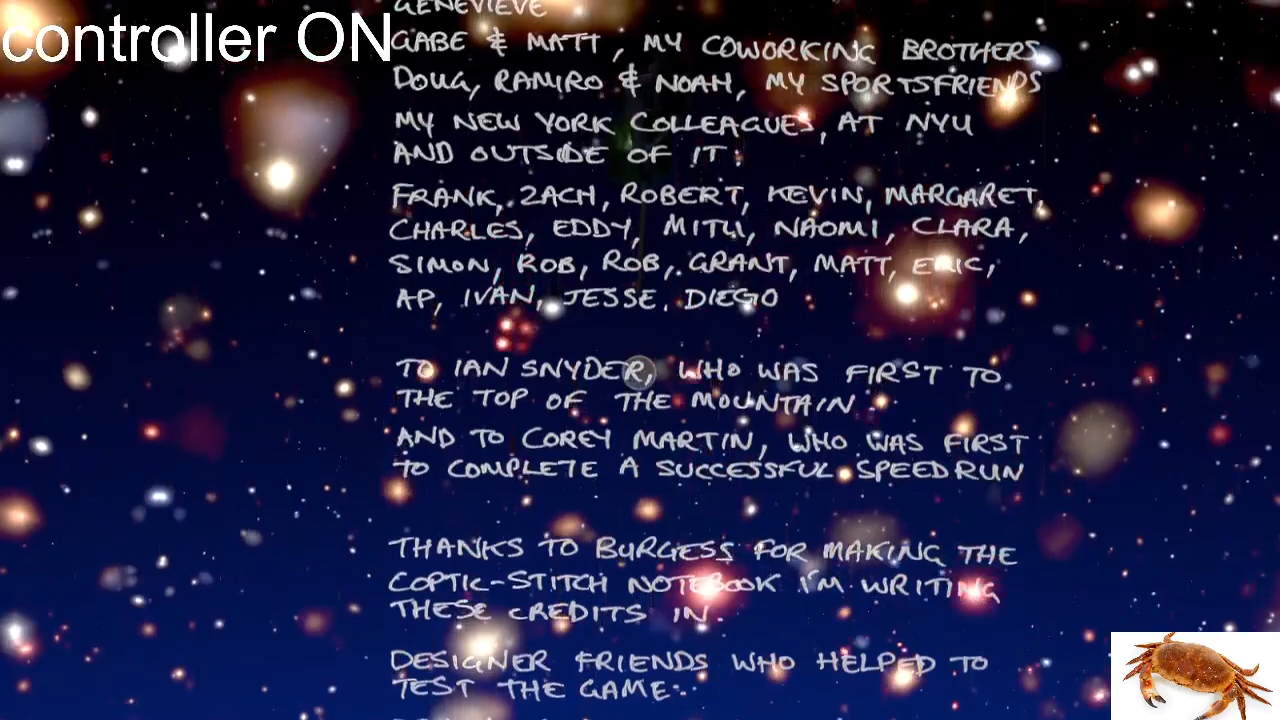 GENEVIEVE
controller ON
GABE & MATT, MY COWORKING BROTHERS
DOUG, RAMIRO & NOAH, MY SPORTSFRIENDS
MY NEW YORK COLLEAGUES, AT NYU
AND OUTSIDE OF IT.
FRANK, ZACH, ROBERT, KEVIN, MARGARET,
CHARLES, EDDY, MITU, NAOMI, CLARA,
SIMON, ROB, ROB, GRANT, MATT, ERIC,
AP, IVAN, JESSE, DIEGO
TO IAN SNYDER, WHO WAS FIRST TO
THE TOP OF THE MOUNTAIN
AND TO COREY MARTIN, WHO WAS FIRST
TO COMPLETE A SUCCESSFUL SPEEDRUN
THANKS TO BURGESS FOR MAKING THE
COPTIC-STITCH NOTEBOOK I'M WRITING
THESE CREDITS IN.
DESIGNER FRIENDS WHO HELPED TO
TEST THE GAME: